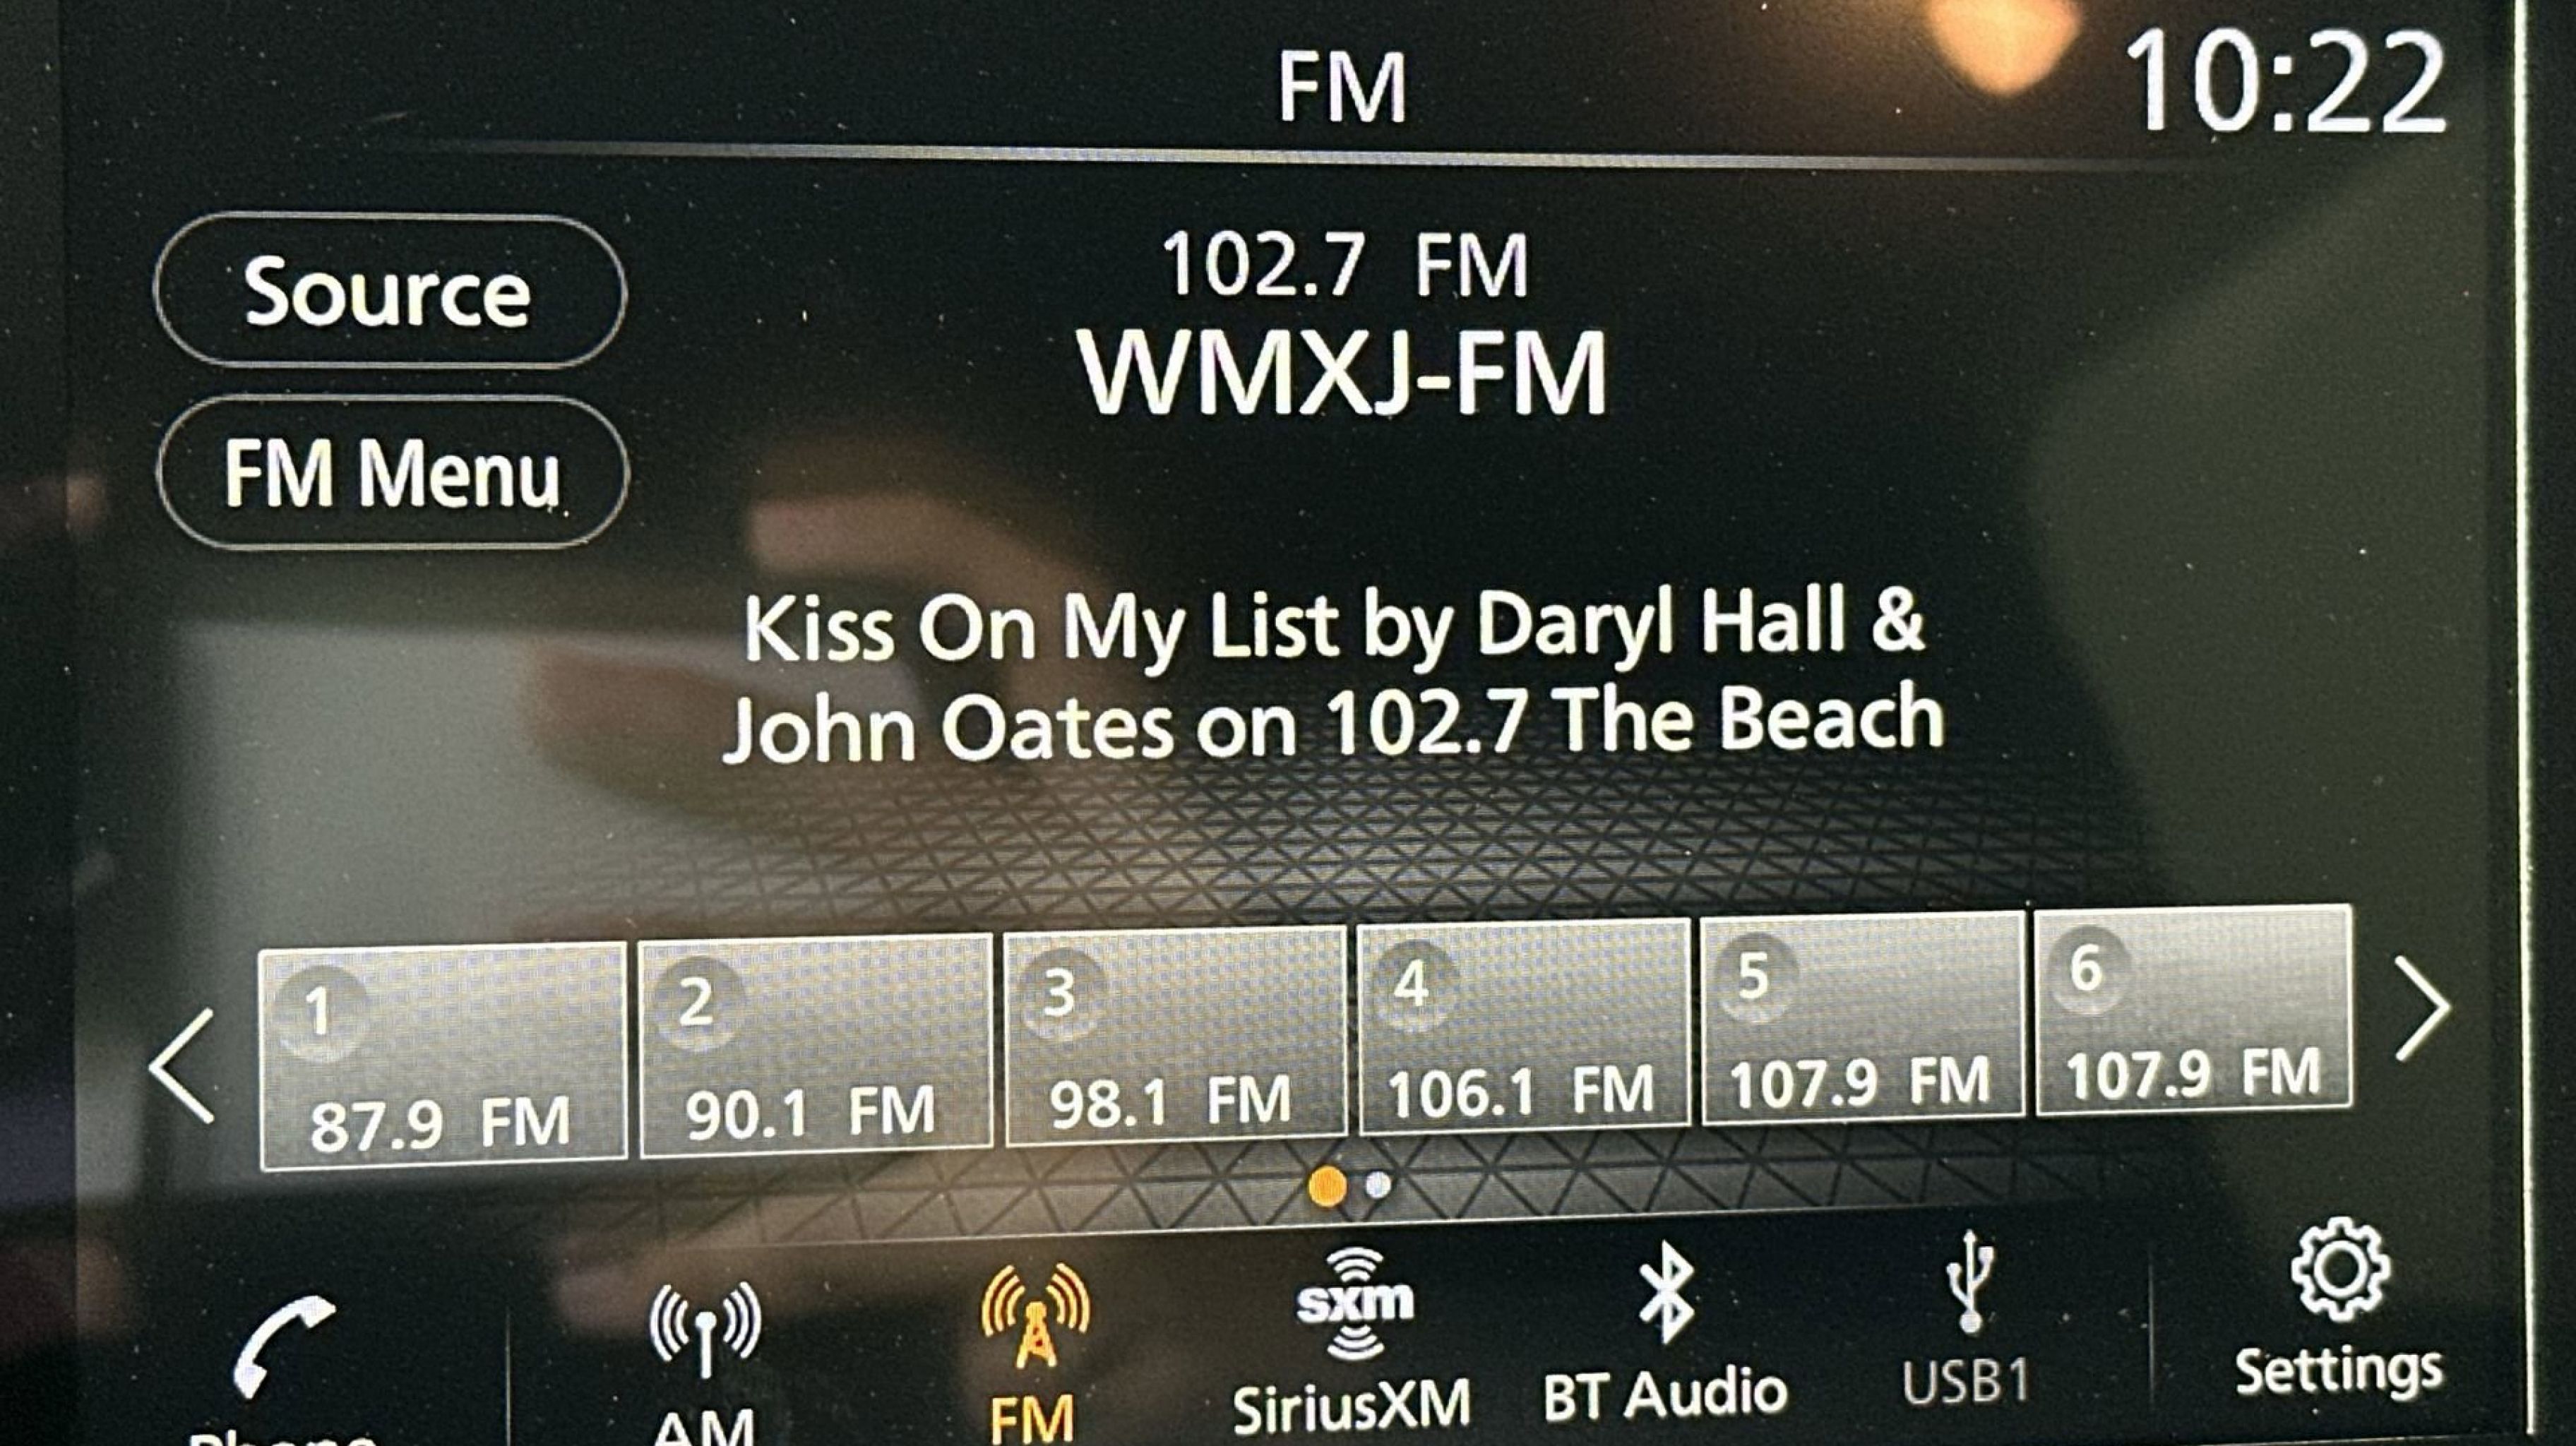 FM
10:22
Source
102.7 FM
WMXJ-FM
FM Menu
Kiss On My List by Daryl Hall &
John Oates on 102.7 The Beach
1
2
3
4
5
6
87.9 FM
90.1 FM
98.1 FM
106.1 FM
107.9 FM
107.9 FM
sxm
Phone
AM
FM
SiriusXM
BT Audio
USB1
Settings